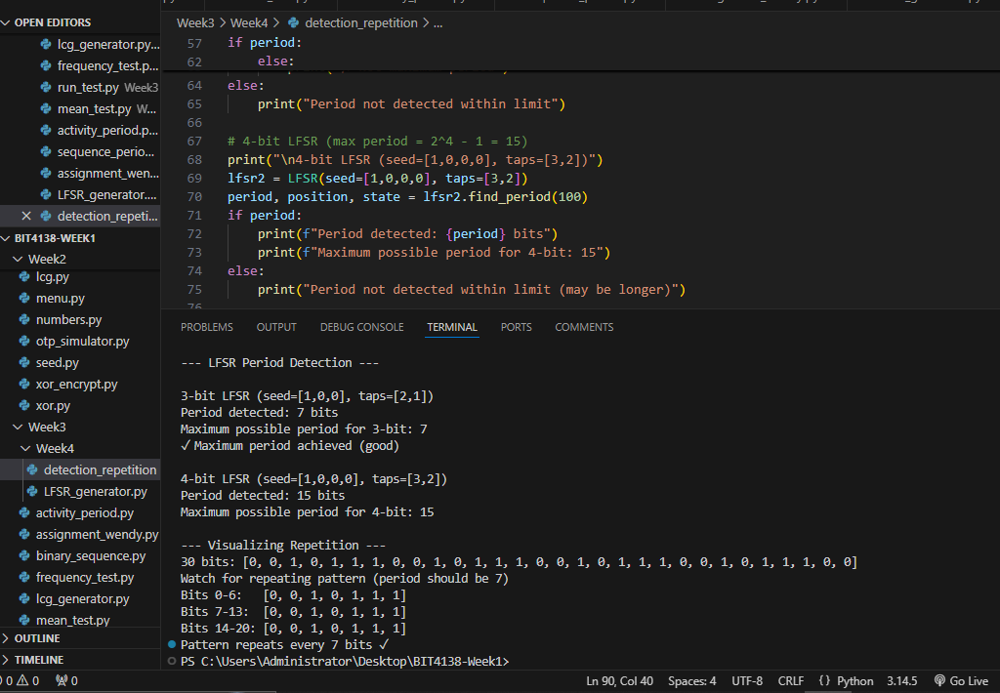 OPEN EDITORS
lcg_generator.py...
frequency_test.p...
run_test.py Week3
mean_test.py W...
activity_period.p...
sequence_perio...
assignment_wen...
LFSR_generator....
detection_repeti...
BIT4138-WEEK1
Week2
lcg.py
menu.py
numbers.py
otp_simulator.py
seed.py
xor_encrypt.py
xor.py
Week3
Week4
detection_repetition
LFSR_generator.py
activity_period.py
assignment_wendy.py
binary_sequence.py
frequency_test.py
lcg_generator.py
mean_test.py
OUTLINE
TIMELINE
Week3 > Week4 > detection_repetition > ...
57 if period:
62 else:
64 else:
65 print("Period not detected within limit")
66
67 # 4-bit LFSR (max period = 2^4 - 1 = 15)
68 print("\n4-bit LFSR (seed=[1,0,0,0], taps=[3,2])")
69 lfsr2 = LFSR(seed=[1,0,0,0], taps=[3,2])
70 period, position, state = lfsr2.find_period(100)
71 if period:
72 print(f"Period detected: {period} bits")
73 print(f"Maximum possible period for 4-bit: 15")
74 else:
75 print("Period not detected within limit (may be longer)")
76
PROBLEMS OUTPUT DEBUG CONSOLE TERMINAL PORTS COMMENTS
--- LFSR Period Detection ---
3-bit LFSR (seed=[1,0,0], taps=[2,1])
Period detected: 7 bits
Maximum possible period for 3-bit: 7
✓ Maximum period achieved (good)
4-bit LFSR (seed=[1,0,0,0], taps=[3,2])
Period detected: 15 bits
Maximum possible period for 4-bit: 15
--- Visualizing Repetition ---
30 bits: [0, 0, 1, 0, 1, 1, 1, 0, 0, 1, 0, 1, 1, 1, 0, 0, 1, 0, 1, 1, 1, 0, 0, 1, 0, 1, 1, 1, 0, 0]
Watch for repeating pattern (period should be 7)
Bits 0-6: [0, 0, 1, 0, 1, 1, 1]
Bits 7-13: [0, 0, 1, 0, 1, 1, 1]
Bits 14-20: [0, 0, 1, 0, 1, 1, 1]
Pattern repeats every 7 bits ✓
PS C:\Users\Administrator\Desktop\BIT4138-Week1>
0 0 0 Ln 90, Col 40 Spaces: 4 UTF-8 CRLF {} Python 3.14.5 Go Live